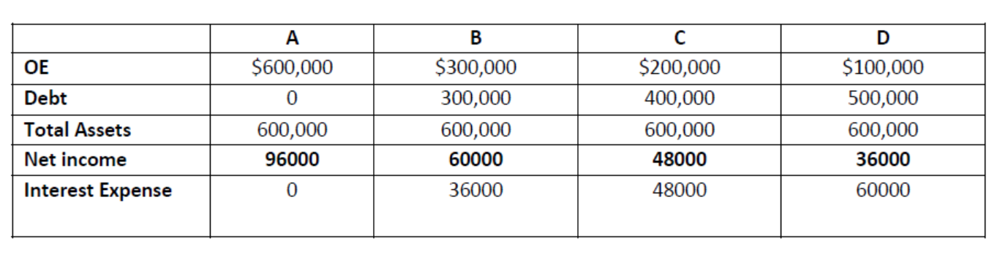 A B C D
OE $600,000 $300,000 $200,000 $100,000
Debt 0 300,000 400,000 500,000
Total Assets 600,000 600,000 600,000 600,000
Net income 96000 60000 48000 36000
Interest Expense 0 36000 48000 60000